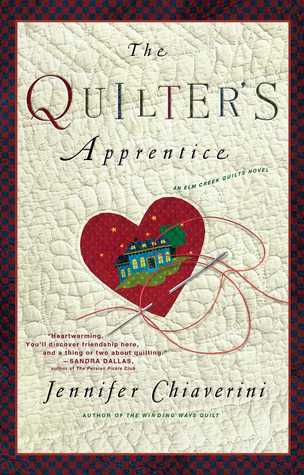 The
QUILTER'S
Apprentice
AN ELM CREEK QUILTS NOVEL
"Heartwarming.
You'll discover friendship here,
and a thing or two about quilting."
—SANDRA DALLAS,
author of The Persian Pickle Club
Jennifer Chiaverini
AUTHOR OF THE WINDING WAYS QUILT